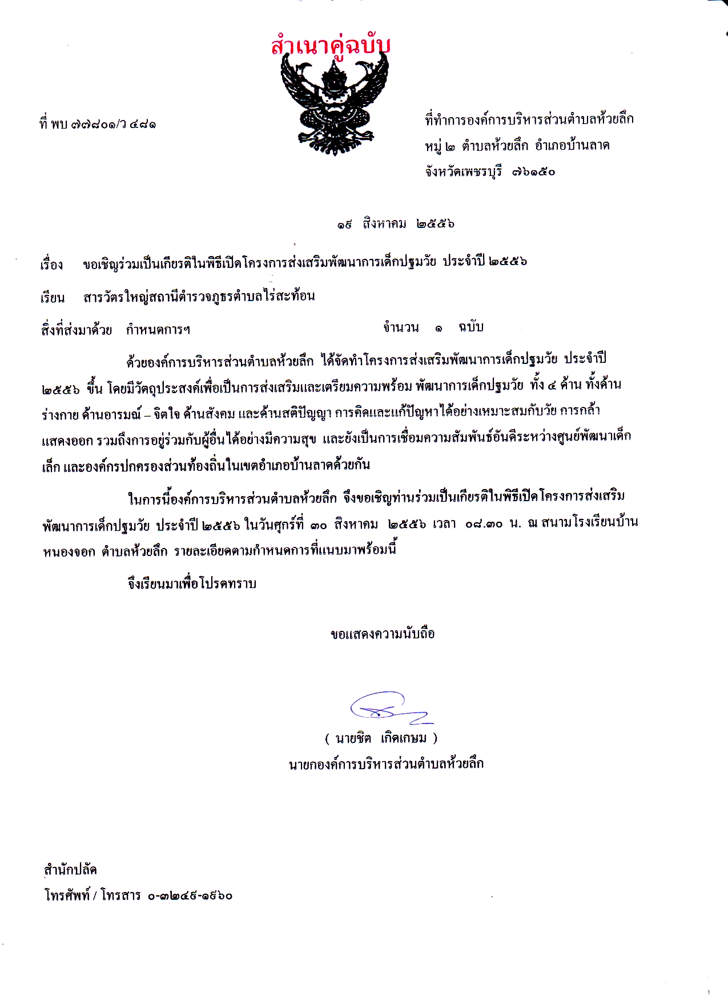 สำเนาคู่ฉบับ
ที่ พบ ๗๗๘๐๑/ว ๔๘๑
ที่ทำการองค์การบริหารส่วนตำบลห้วยลึก
หมู่ ๒ ตำบลห้วยลึก อำเภอบ้านลาด
จังหวัดเพชรบุรี ๗๖๑๕๐
๑๙ สิงหาคม ๒๕๕๖
เรื่อง ขอเชิญร่วมเป็นเกียรติในพิธีเปิดโครงการส่งเสริมพัฒนาการเด็กปฐมวัย ประจำปี ๒๕๕๖
เรียน สารวัตรใหญ่สถานีตำรวจภูธรตำบลไร่สะท้อน
สิ่งที่ส่งมาด้วย กำหนดการฯ จำนวน ๑ ฉบับ
ด้วยองค์การบริหารส่วนตำบลห้วยลึก ได้จัดทำโครงการส่งเสริมพัฒนาการเด็กปฐมวัย ประจำปี
๒๕๕๖ ขึ้น โดยมีวัตถุประสงค์เพื่อเป็นการส่งเสริมและเตรียมความพร้อม พัฒนาการเด็กปฐมวัย ทั้ง ๔ ด้าน ทั้งด้าน
ร่างกาย ด้านอารมณ์ – จิตใจ ด้านสังคม และด้านสติปัญญา การคิดและแก้ปัญหาได้อย่างเหมาะสมกับวัย การกล้า
แสดงออก รวมถึงการอยู่ร่วมกับผู้อื่นได้อย่างมีความสุข และยังเป็นการเชื่อมความสัมพันธ์อันดีระหว่างศูนย์พัฒนาเด็ก
เล็ก และองค์กรปกครองส่วนท้องถิ่นในเขตอำเภอบ้านลาดด้วยกัน
ในการนี้องค์การบริหารส่วนตำบลห้วยลึก จึงขอเชิญท่านร่วมเป็นเกียรติในพิธีเปิดโครงการส่งเสริม
พัฒนาการเด็กปฐมวัย ประจำปี ๒๕๕๖ ในวันศุกร์ที่ ๓๐ สิงหาคม ๒๕๕๖ เวลา ๐๘.๓๐ น. ณ สนามโรงเรียนบ้าน
หนองจอก ตำบลห้วยลึก รายละเอียดตามกำหนดการที่แนบมาพร้อมนี้
จึงเรียนมาเพื่อโปรดทราบ
ขอแสดงความนับถือ
( นายชิต เกิดเกษม )
นายกองค์การบริหารส่วนตำบลห้วยลึก
สำนักปลัด
โทรศัพท์ / โทรสาร ๐-๓๒๔๙-๑๙๖๐